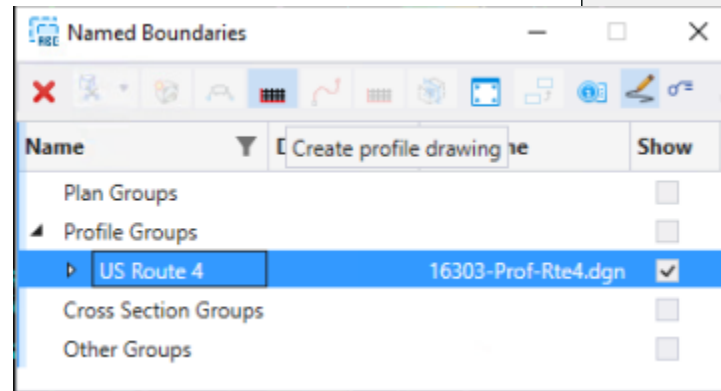 Named Boundaries
Name Show
Create profile drawing
Plan Groups
Profile Groups
US Route 4 16303-Prof-Rte4.dgn
Cross Section Groups
Other Groups